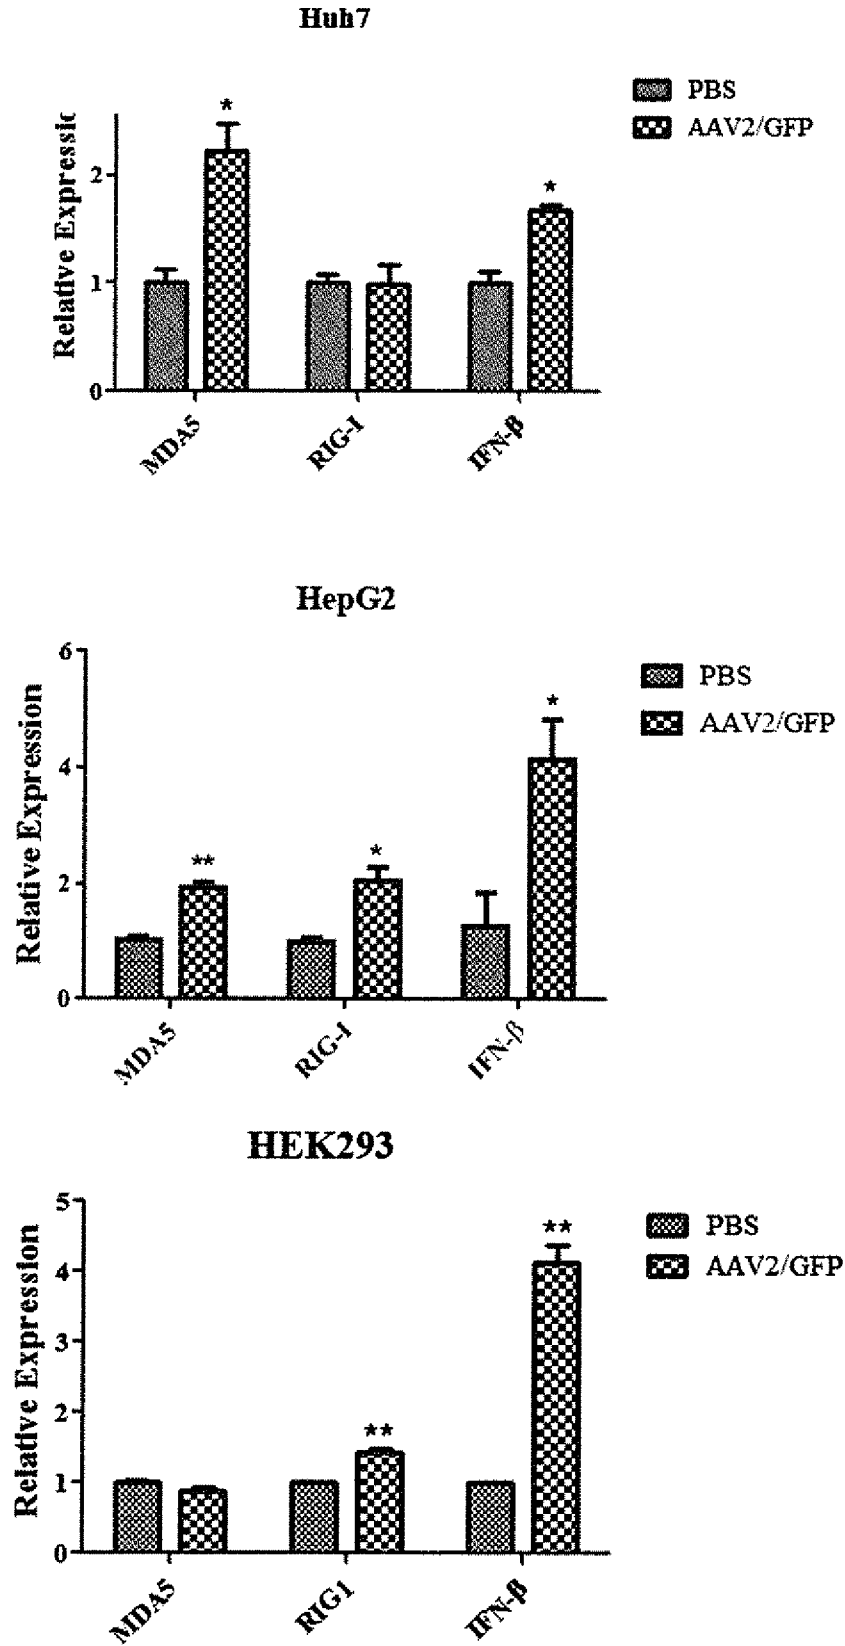 Huh7
PBS
AAV2/GFP
Relative Expressic
*
*
2
1
0
MDA5
RIG-I
IFN-β
HepG2
PBS
AAV2/GFP
Relative Expression
6
4
2
0
**
*
*
MDA5
RIG-I
IFN-β
HEK293
PBS
AAV2/GFP
Relative Expression
5
4
3
2
1
0
**
**
MDA5
RIG1
IFN-β